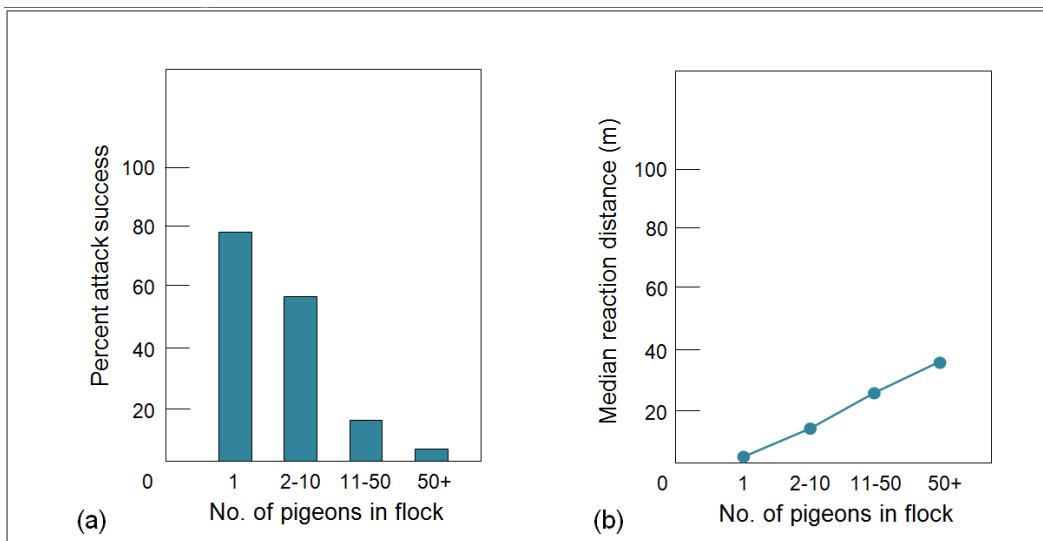 Percent attack success
100
80
60
40
20
0
1 2-10 11-50 50+
No. of pigeons in flock
(a)
Median reaction distance (m)
100
80
60
40
20
0
1 2-10 11-50 50+
No. of pigeons in flock
(b)